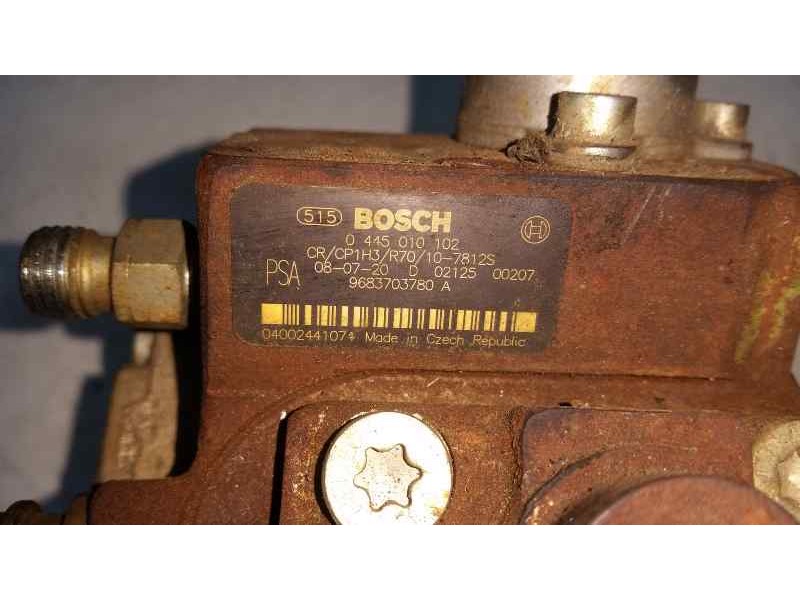 515 BOSCH
0 445 010 102
CR/CP1H3/R70/10-7812S
PSA 08-07-20 D 02125 00207
9683703780 A
04002441074 Made in Czech Republic